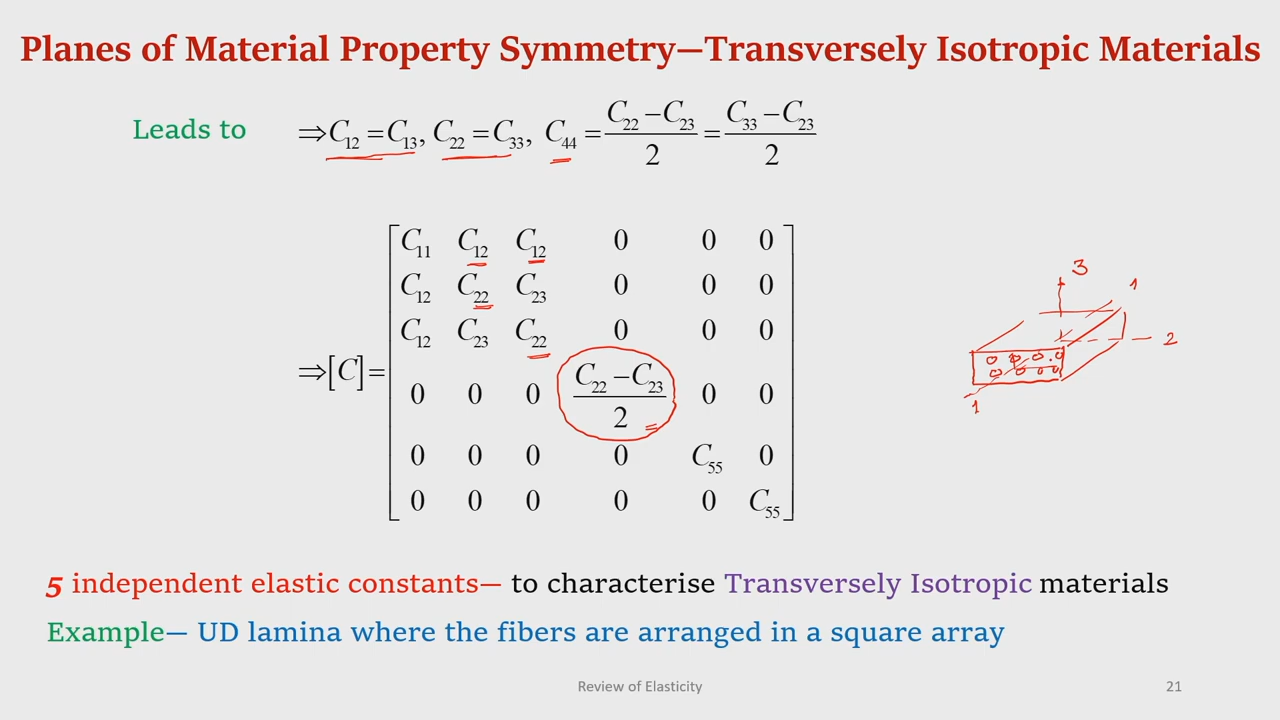 Planes of Material Property Symmetry—Transversely Isotropic Materials
Leads to ⇒C12 =C13, C22 =C33, C44 = (C22 −C23)/2 = (C33 −C23)/2
C11 C12 C12 0 0 0
C12 C22 C23 0 0 0
C12 C23 C22 0 0 0
⇒[C]=
0 0 0 (C22 −C23)/2 0 0
0 0 0 0 C55 0
0 0 0 0 0 C55
3
1
2
1
5 independent elastic constants— to characterise Transversely Isotropic materials
Example— UD lamina where the fibers are arranged in a square array
Review of Elasticity
21